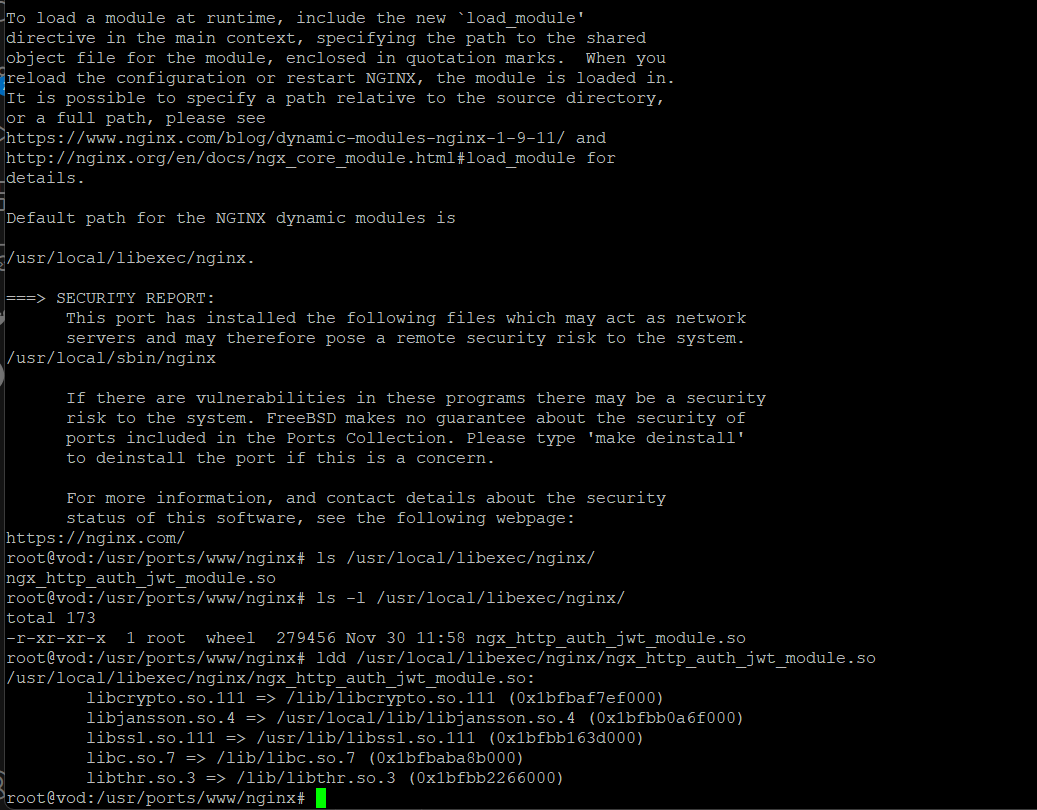 To load a module at runtime, include the new `load_module'
directive in the main context, specifying the path to the shared
object file for the module, enclosed in quotation marks.  When you
reload the configuration or restart NGINX, the module is loaded in.
It is possible to specify a path relative to the source directory,
or a full path, please see
https://www.nginx.com/blog/dynamic-modules-nginx-1-9-11/ and
http://nginx.org/en/docs/ngx_core_module.html#load_module for
details.

Default path for the NGINX dynamic modules is

/usr/local/libexec/nginx.

===> SECURITY REPORT:
      This port has installed the following files which may act as network
      servers and may therefore pose a remote security risk to the system.
/usr/local/sbin/nginx

      If there are vulnerabilities in these programs there may be a security
      risk to the system. FreeBSD makes no guarantee about the security of
      ports included in the Ports Collection. Please type 'make deinstall'
      to deinstall the port if this is a concern.

      For more information, and contact details about the security
      status of this software, see the following webpage:
https://nginx.com/
root@vod:/usr/ports/www/nginx# ls /usr/local/libexec/nginx/
ngx_http_auth_jwt_module.so
root@vod:/usr/ports/www/nginx# ls -l /usr/local/libexec/nginx/
total 173
-r-xr-xr-x  1 root  wheel  279456 Nov 30 11:58 ngx_http_auth_jwt_module.so
root@vod:/usr/ports/www/nginx# ldd /usr/local/libexec/nginx/ngx_http_auth_jwt_module.so
/usr/local/libexec/nginx/ngx_http_auth_jwt_module.so:
        libcrypto.so.111 => /lib/libcrypto.so.111 (0x1bfbaf7ef000)
        libjansson.so.4 => /usr/local/lib/libjansson.so.4 (0x1bfbb0a6f000)
        libssl.so.111 => /usr/lib/libssl.so.111 (0x1bfbb163d000)
        libc.so.7 => /lib/libc.so.7 (0x1bfbaba8b000)
        libthr.so.3 => /lib/libthr.so.3 (0x1bfbb2266000)
root@vod:/usr/ports/www/nginx#